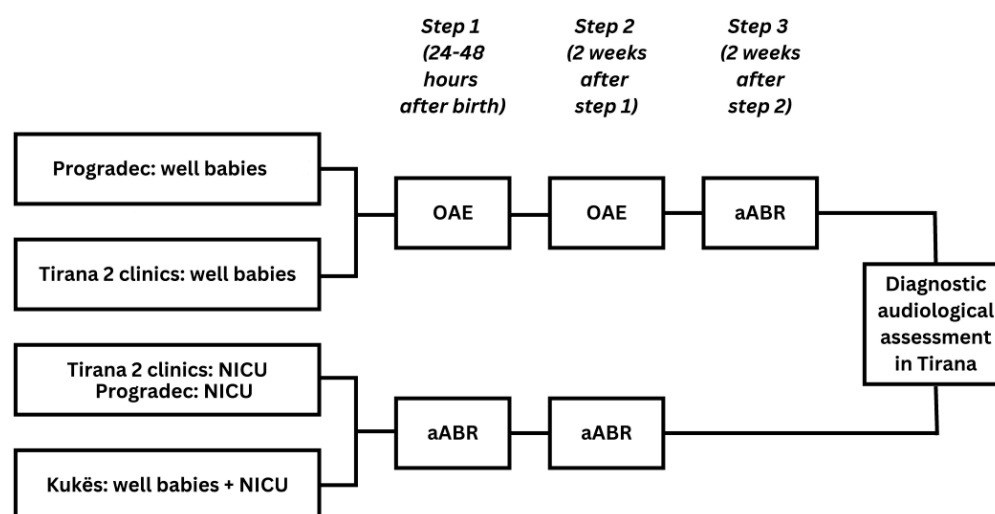 Step 1
(24-48
hours
after birth)
Step 2
(2 weeks
after
step 1)
Step 3
(2 weeks
after
step 2)
Progradec: well babies
OAE
OAE
aABR
Tirana 2 clinics: well babies
Diagnostic
audiological
assessment
in Tirana
Tirana 2 clinics: NICU
Progradec: NICU
aABR
aABR
Kukës: well babies + NICU